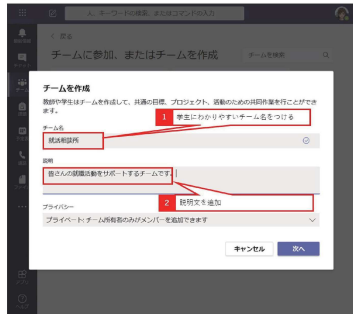 人、キーワードの検索、またはコマンドの入力
< 戻る
チームに参加、またはチームを作成
チームを検索
チームを作成
教師や学生はチームを作成して、共通の目標、プロジェクト、活動のための共同作業を行ことができ
ます。
1 学生にわかりやすいチーム名をつける
チーム名
就活相談所
説明
皆さんの就職活動をサポートするチームです。
2 説明文を追加
プライバシー
プライベート: チーム所有者のみがメンバーを追加できます
キャンセル
次へ